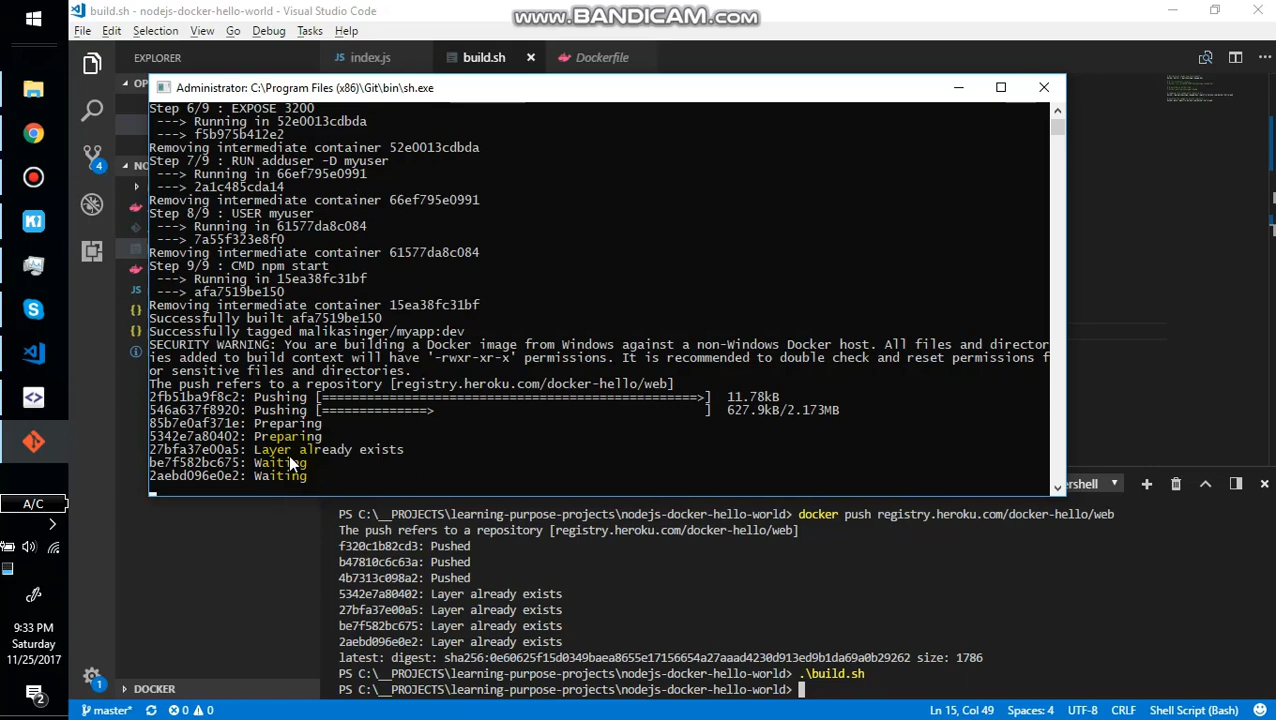 build.sh - nodejs-docker-hello-world - Visual Studio Code
www.BANDICAM.com
File Edit Selection View Go Debug Tasks Help
EXPLORER
JS index.js
build.sh
Dockerfile
Administrator: C:\Program Files (x86)\Git\bin\sh.exe
Step 6/9 : EXPOSE 3200
---> Running in 52e0013cdbda
---> f5b975b412e2
Removing intermediate container 52e0013cdbda
Step 7/9 : RUN adduser -D myuser
---> Running in 66ef795e0991
---> 2a1c485cda14
Removing intermediate container 66ef795e0991
Step 8/9 : USER myuser
---> Running in 61577da8c084
---> 7a55f323e8f0
Removing intermediate container 61577da8c084
Step 9/9 : CMD npm start
---> Running in 15ea38fc31bf
---> afa7519be150
Removing intermediate container 15ea38fc31bf
Successfully built afa7519be150
Successfully tagged malikasinger/myapp:dev
SECURITY WARNING: You are building a Docker image from Windows against a non-Windows Docker host. All files and director
ies added to build context will have '-rwxr-xr-x' permissions. It is recommended to double check and reset permissions f
or sensitive files and directories.
The push refers to a repository [registry.heroku.com/docker-hello/web]
2fb51ba9f8c2: Pushing [==================================================>] 11.78kB
546a637f8920: Pushing [==============> ] 627.9kB/2.173MB
85b7e0af371e: Preparing
5342e7a80402: Preparing
27bfa37e00a5: Layer already exists
be7f582bc675: Waiting
2aebd096e0e2: Waiting
OP
NO
4
JS
KI
A/C
9:33 PM
Saturday
11/25/2017
2
1
ershell
PS C:\__PROJECTS\learning-purpose-projects\nodejs-docker-hello-world> docker push registry.heroku.com/docker-hello/web
The push refers to a repository [registry.heroku.com/docker-hello/web]
f320c1b82cd3: Pushed
b47810c6c63a: Pushed
4b7313c098a2: Pushed
5342e7a80402: Layer already exists
27bfa37e00a5: Layer already exists
be7f582bc675: Layer already exists
2aebd096e0e2: Layer already exists
latest: digest: sha256:0e60625f15d0349baea8655e17156654a27aaad4230d913ed9b1da69a0b29262 size: 1786
PS C:\__PROJECTS\learning-purpose-projects\nodejs-docker-hello-world> .\build.sh
PS C:\__PROJECTS\learning-purpose-projects\nodejs-docker-hello-world>
DOCKER
master* 0 0 Ln 15, Col 49 Spaces: 4 UTF-8 CRLF Shell Script (Bash)